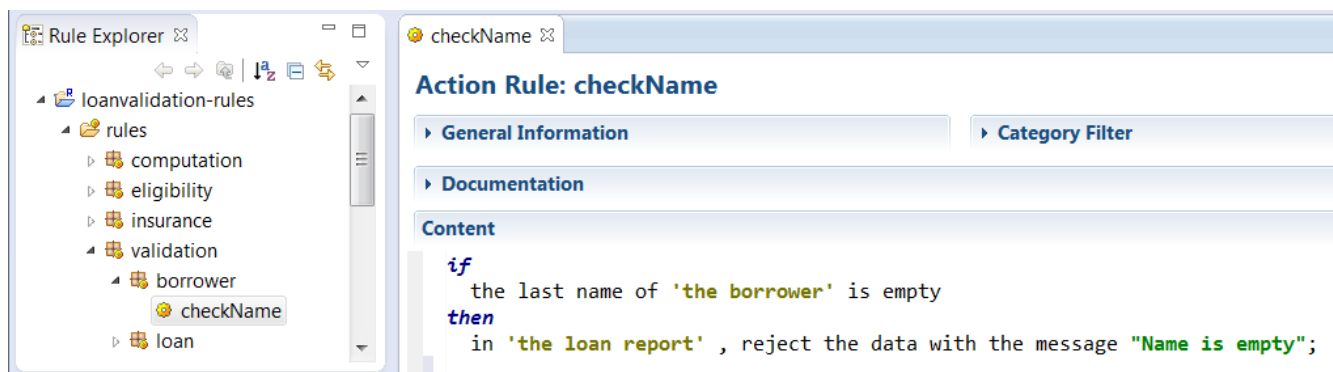 Rule Explorer
loanvalidation-rules
rules
computation
eligibility
insurance
validation
borrower
checkName
loan
checkName
Action Rule: checkName
General Information
Category Filter
Documentation
Content
if
the last name of 'the borrower' is empty
then
in 'the loan report' , reject the data with the message "Name is empty";